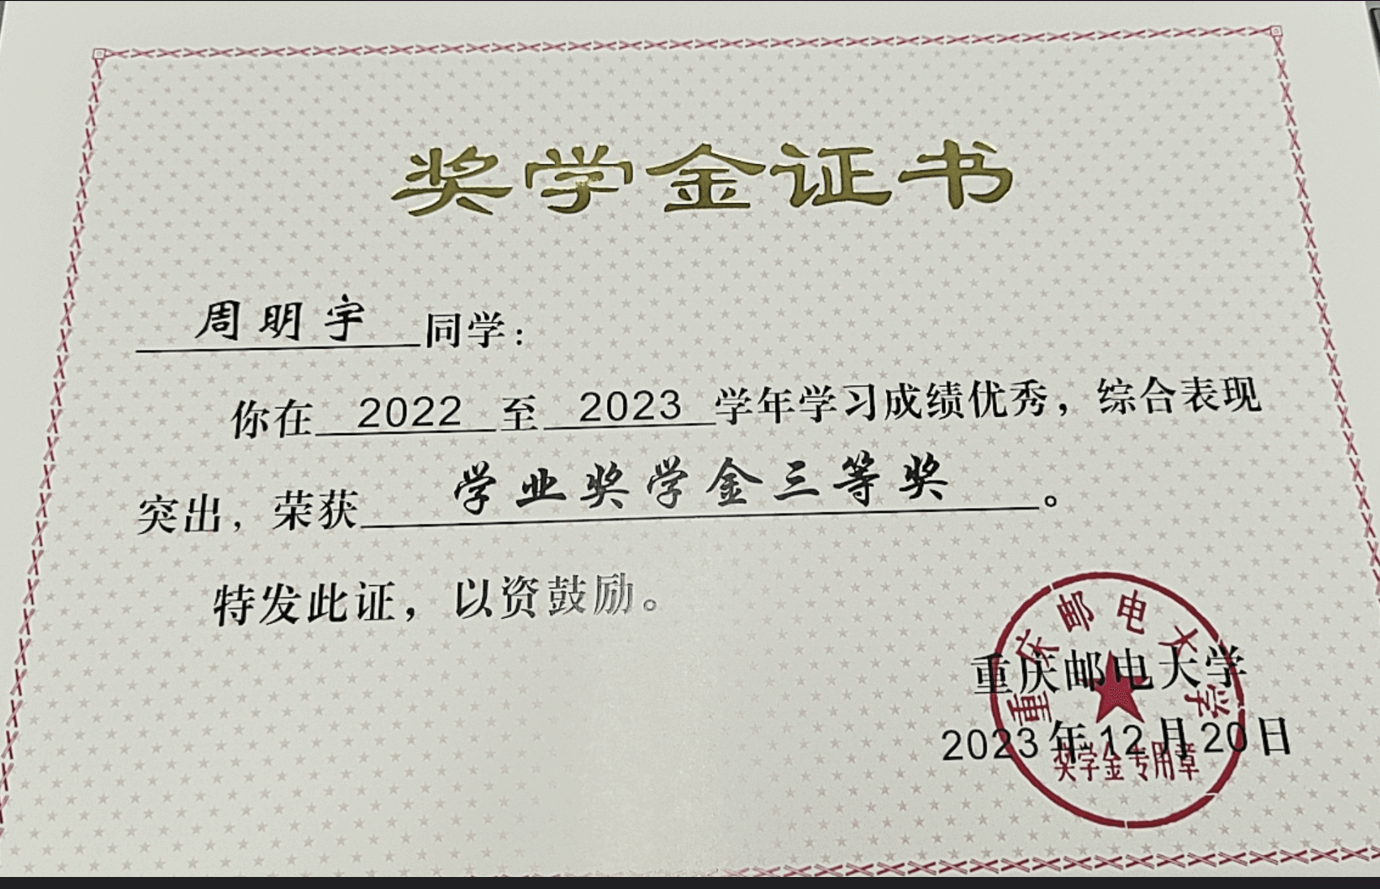 奖学金证书
周明宇同学：
你在 2022 至 2023 学年学习成绩优秀，综合表现
突出，荣获 学业奖学金三等奖 。
特发此证，以资鼓励。
重庆邮电大学
重庆邮电大学
2023年12月20日
奖学金专用章